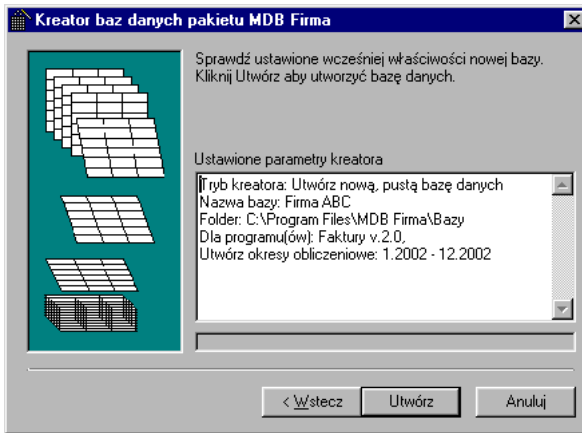 Kreator baz danych pakietu MDB Firma
Sprawdź ustawione wcześniej właściwości nowej bazy.
Kliknij Utwórz aby utworzyć bazę danych.
Ustawione parametry kreatora
Tryb kreatora: Utwórz nową, pustą bazę danych
Nazwa bazy: Firma ABC
Folder: C:\Program Files\MDB Firma\Bazy
Dla programu(ów): Faktury v.2.0,
Utwórz okresy obliczeniowe: 1.2002 - 12.2002
< Wstecz
Utwórz
Anuluj